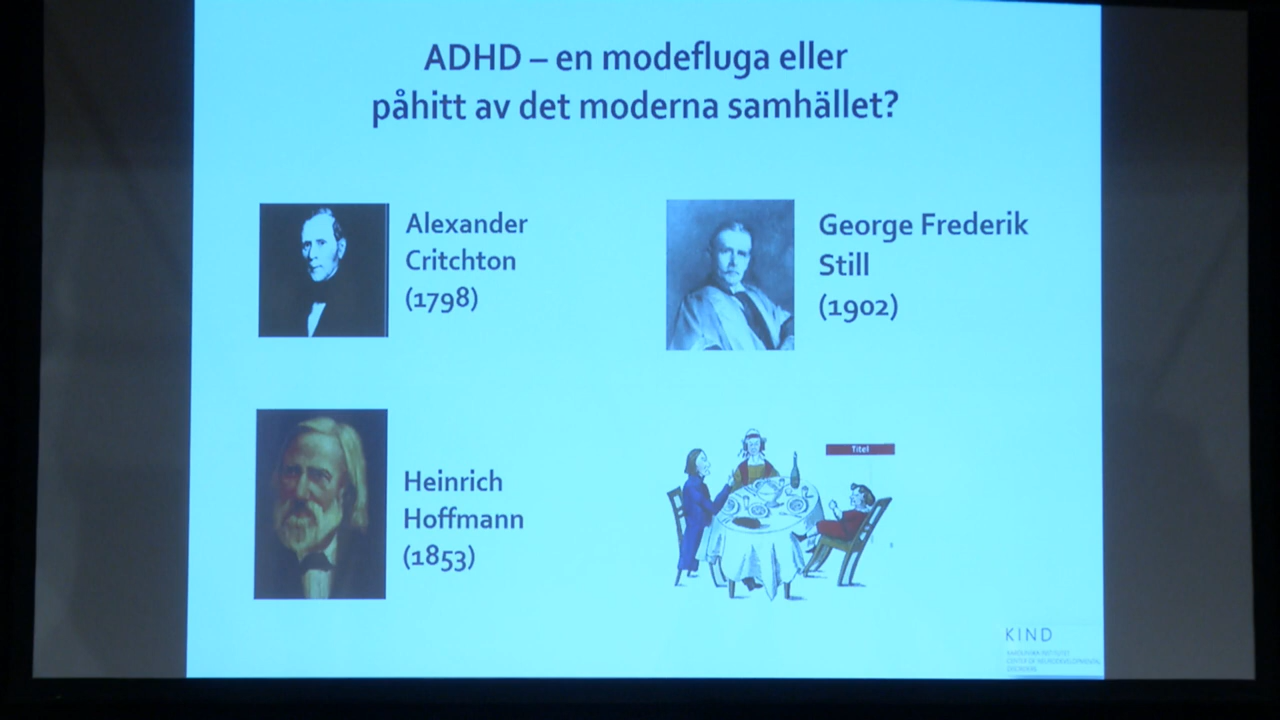 ADHD – en modefluga eller
påhitt av det moderna samhället?
Alexander
Critchton
(1798)
George Frederik
Still
(1902)
Heinrich
Hoffmann
(1853)
Titel
KIND